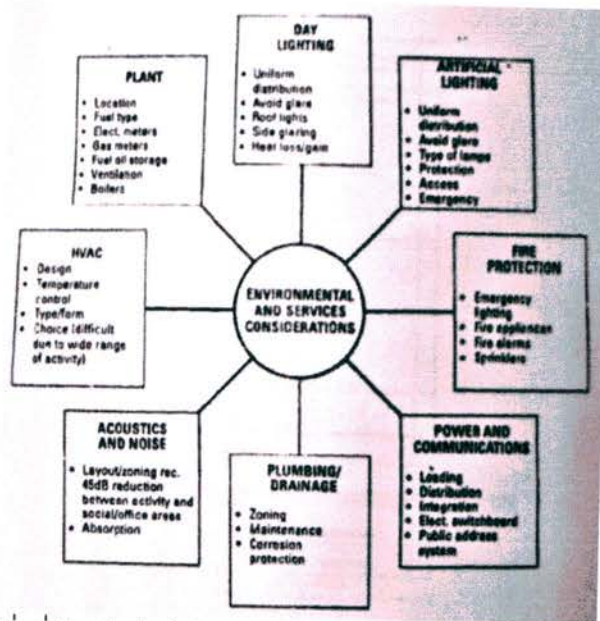 DAY
LIGHTING
• Uniform
distribution
• Avoid glare
• Roof lights
• Side glazing
• Heat loss/gain
ARTIFICIAL
LIGHTING
• Uniform
distribution
• Avoid glare
• Type of lamps
• Protection
• Access
• Emergency
FIRE
PROTECTION
• Emergency
lighting
• Fire appliances
• Fire alarms
• Sprinklers
POWER AND
COMMUNICATIONS
• Loading
• Distribution
• Integration
• Elect. switchboard
• Public address
system
PLUMBING/
DRAINAGE
• Zoning
• Maintenance
• Corrosion
protection
ACOUSTICS
AND NOISE
• Layout/zoning rec.
45dB reduction
between activity and
social/office areas
• Absorption
HVAC
• Design
• Temperature
control
• Type/form
• Choice (difficult
due to wide range
of activity)
PLANT
• Location
• Fuel type
• Elect. meters
• Gas meters
• Fuel oil storage
• Ventilation
• Boilers
ENVIRONMENTAL
AND SERVICES
CONSIDERATIONS